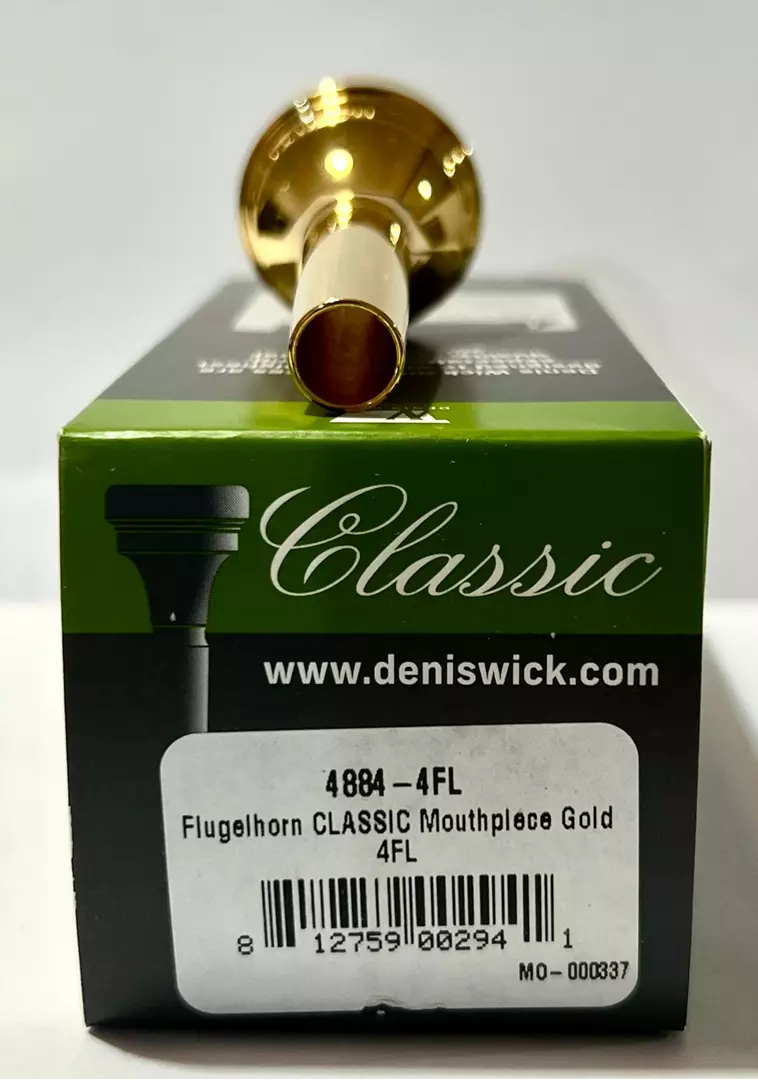 Classic
www.deniswick.com
4884-4FL
Flugelhorn CLASSIC Mouthpiece Gold
4FL
8 12759 00294 1
MO-000337